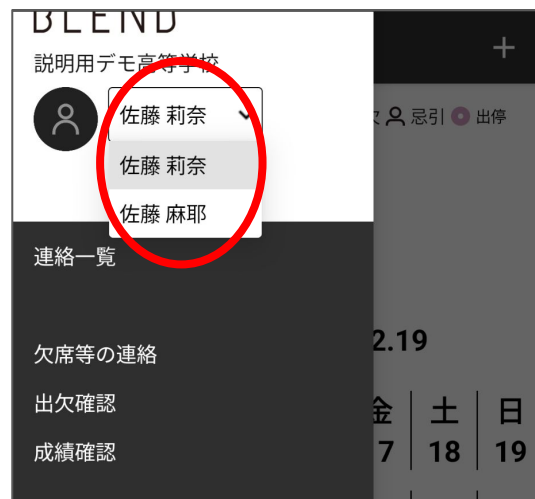 BLEND
説明用デモ高等学校
佐藤 莉奈
忌引 出停
佐藤 莉奈
佐藤 麻耶
連絡一覧
2.19
欠席等の連絡
出欠確認
金 土 日
成績確認
7 18 19